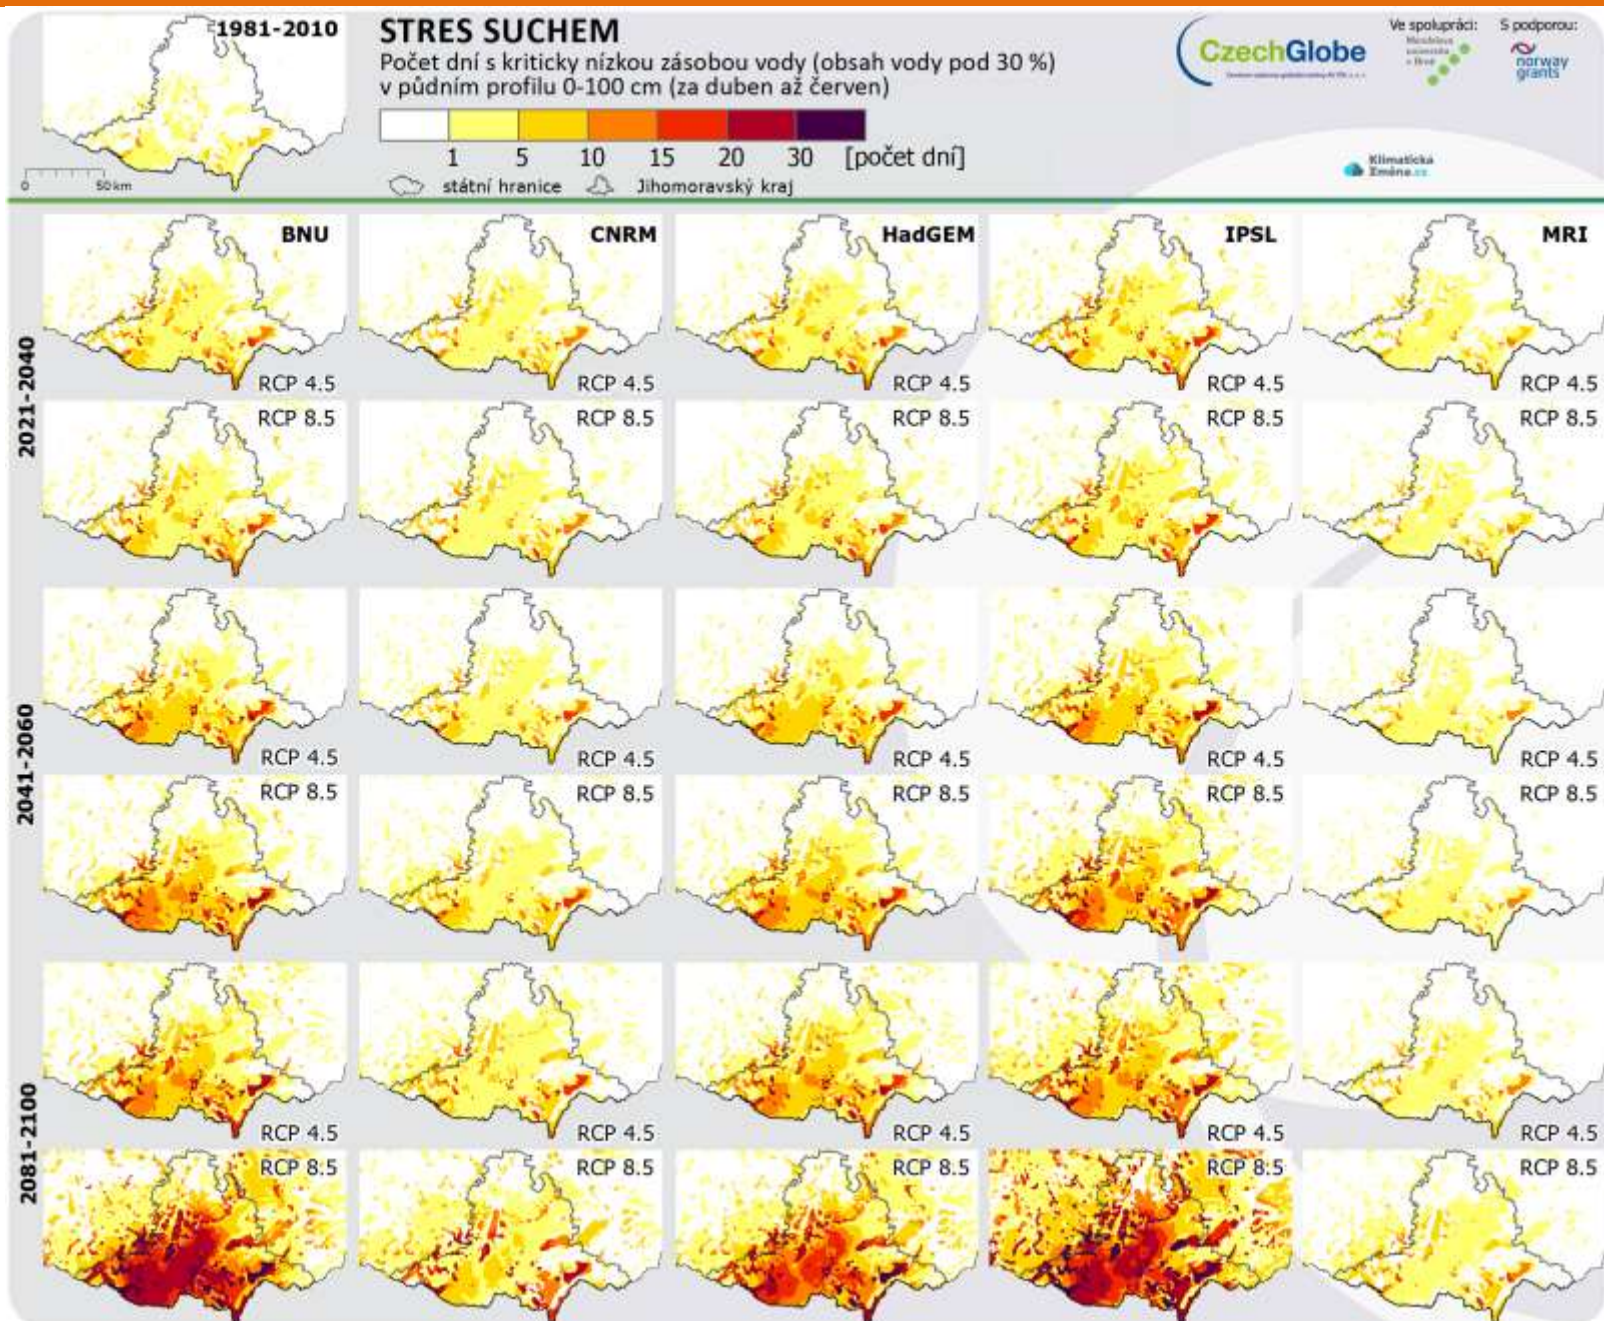 1981-2010
STRES SUCHEM
Počet dní s kriticky nízkou zásobou vody (obsah vody pod 30 %)
v půdním profilu 0-100 cm (za duben až červen)
1 5 10 15 20 30 [počet dní]
státní hranice Jihomoravský kraj
0 50 km
CzechGlobe
Ve spolupráci:
S podporou:
Mendelova
univerzita
v Brně
norway
grants
Klimatická
Změna.cz
BNU CNRM HadGEM IPSL MRI
2021-2040
RCP 4.5 RCP 4.5 RCP 4.5 RCP 4.5 RCP 4.5
RCP 8.5 RCP 8.5 RCP 8.5 RCP 8.5 RCP 8.5
2041-2060
RCP 4.5 RCP 4.5 RCP 4.5 RCP 4.5 RCP 4.5
RCP 8.5 RCP 8.5 RCP 8.5 RCP 8.5 RCP 8.5
2081-2100
RCP 4.5 RCP 4.5 RCP 4.5 RCP 4.5 RCP 4.5
RCP 8.5 RCP 8.5 RCP 8.5 RCP 8.5 RCP 8.5